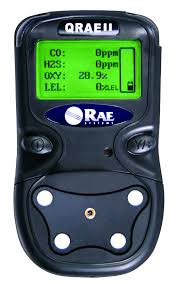 QRAE II
CO: 0ppm
H2S: 0ppm
OXY: 20.9%
LEL: 0%LEL
RAE
SYSTEMS
Y/+